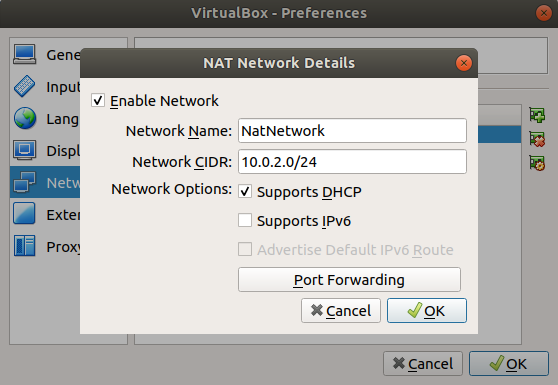 VirtualBox - Preferences
Gene
Input
Lang
Displ
Netw
Exter
Proxy
NAT Network Details
Enable Network
Network Name: NatNetwork
Network CIDR: 10.0.2.0/24
Network Options: Supports DHCP
Supports IPv6
Advertise Default IPv6 Route
Port Forwarding
Cancel OK
Cancel OK